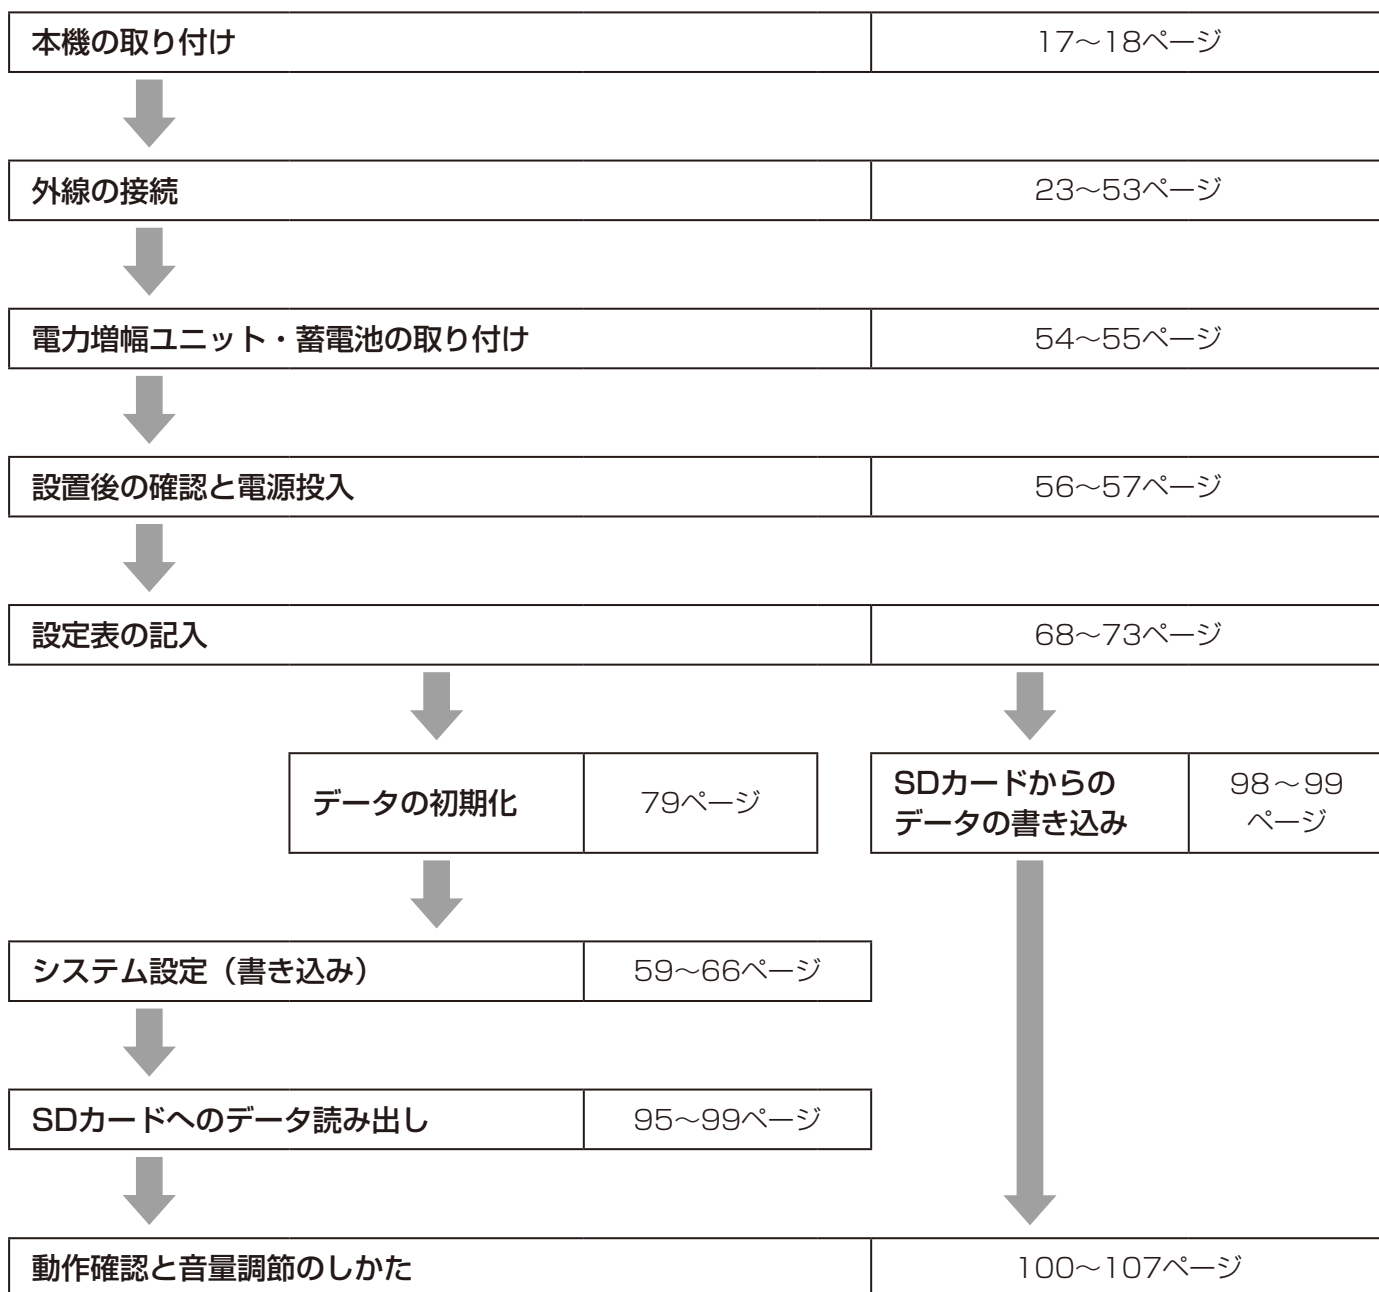 本機の取り付け 17～18ページ
外線の接続 23～53ページ
電力増幅ユニット・蓄電池の取り付け 54～55ページ
設置後の確認と電源投入 56～57ページ
設定表の記入 68～73ページ
データの初期化 79ページ
SDカードからの
データの書き込み
98～99
ページ
システム設定（書き込み） 59～66ページ
SDカードへのデータ読み出し 95～99ページ
動作確認と音量調節のしかた 100～107ページ